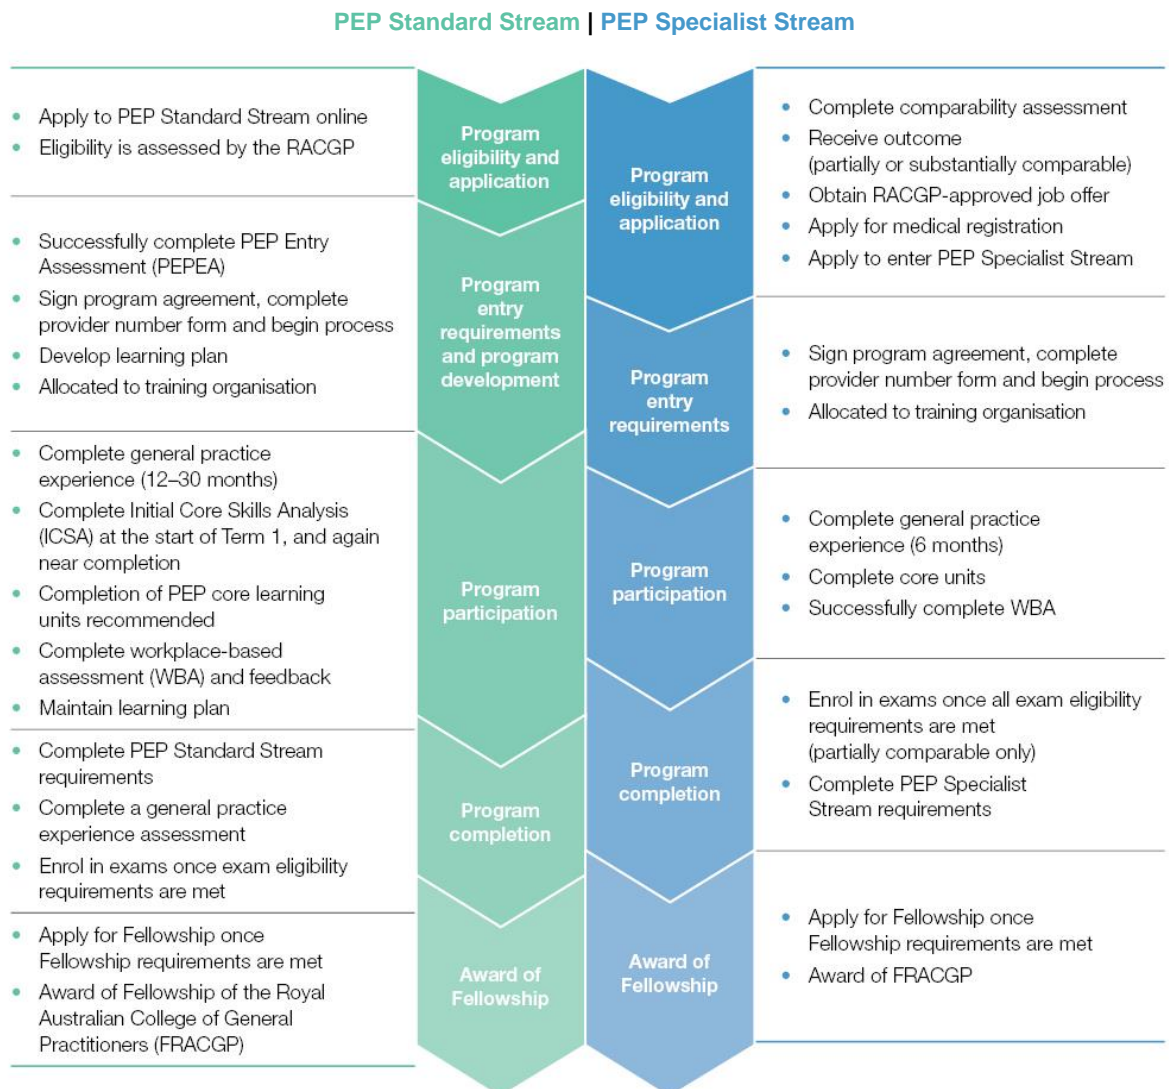 PEP Standard Stream | PEP Specialist Stream
• Apply to PEP Standard Stream online
• Eligibility is assessed by the RACGP
Program
eligibility and
application
• Successfully complete PEP Entry
Assessment (PEPEA)
• Sign program agreement, complete
provider number form and begin process
• Develop learning plan
• Allocated to training organisation
Program
entry
requirements
and program
development
• Complete general practice
experience (12–30 months)
• Complete Initial Core Skills Analysis
(ICSA) at the start of Term 1, and again
near completion
• Completion of PEP core learning
units recommended
• Complete workplace-based
assessment (WBA) and feedback
• Maintain learning plan
Program
participation
• Complete PEP Standard Stream
requirements
• Complete a general practice
experience assessment
• Enrol in exams once exam eligibility
requirements are met
Program
completion
• Apply for Fellowship once
Fellowship requirements are met
• Award of Fellowship of the Royal
Australian College of General
Practitioners (FRACGP)
Award of
Fellowship
Program
eligibility and
application
• Complete comparability assessment
• Receive outcome
(partially or substantially comparable)
• Obtain RACGP-approved job offer
• Apply for medical registration
• Apply to enter PEP Specialist Stream
Program
entry
requirements
• Sign program agreement, complete
provider number form and begin process
• Allocated to training organisation
Program
participation
• Complete general practice
experience (6 months)
• Complete core units
• Successfully complete WBA
Program
completion
• Enrol in exams once all exam eligibility
requirements are met
(partially comparable only)
• Complete PEP Specialist
Stream requirements
Award of
Fellowship
• Apply for Fellowship once
Fellowship requirements are met
• Award of FRACGP